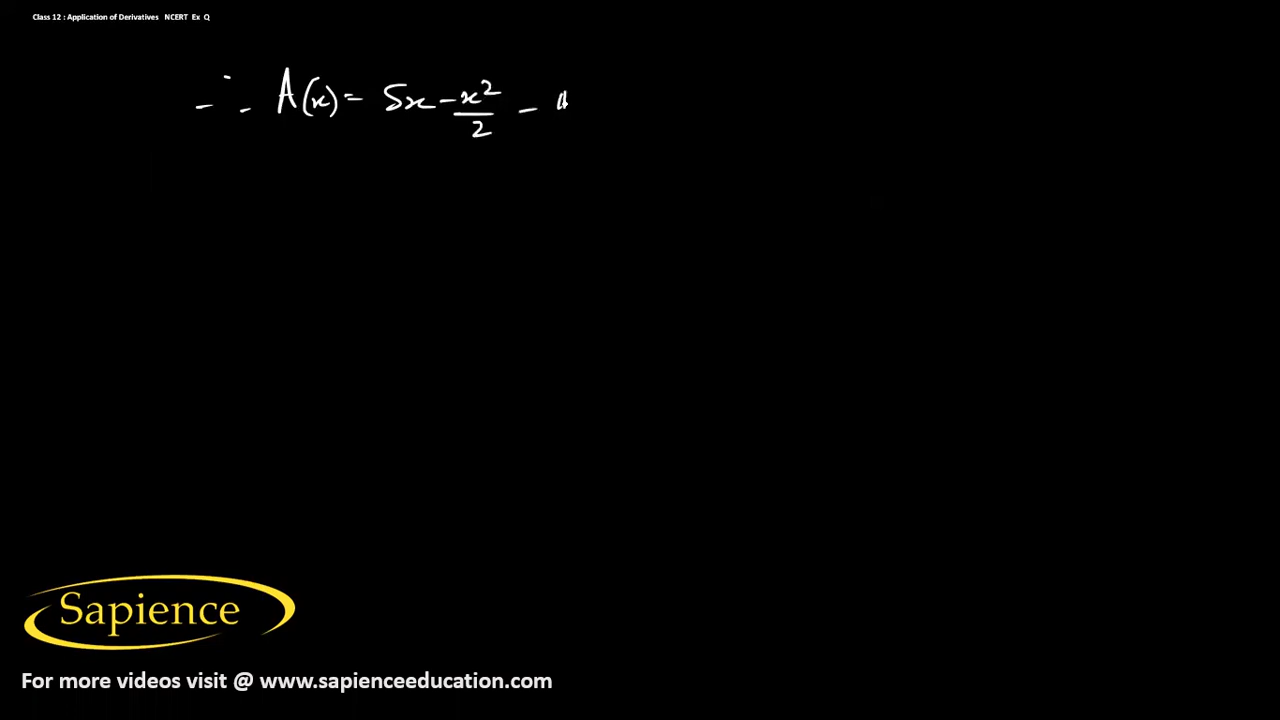 Class 12 : Application of Derivatives NCERT Ex Q
∴ A(x) = 5x - x²/2 -
Sapience
For more videos visit @ www.sapienceeducation.com